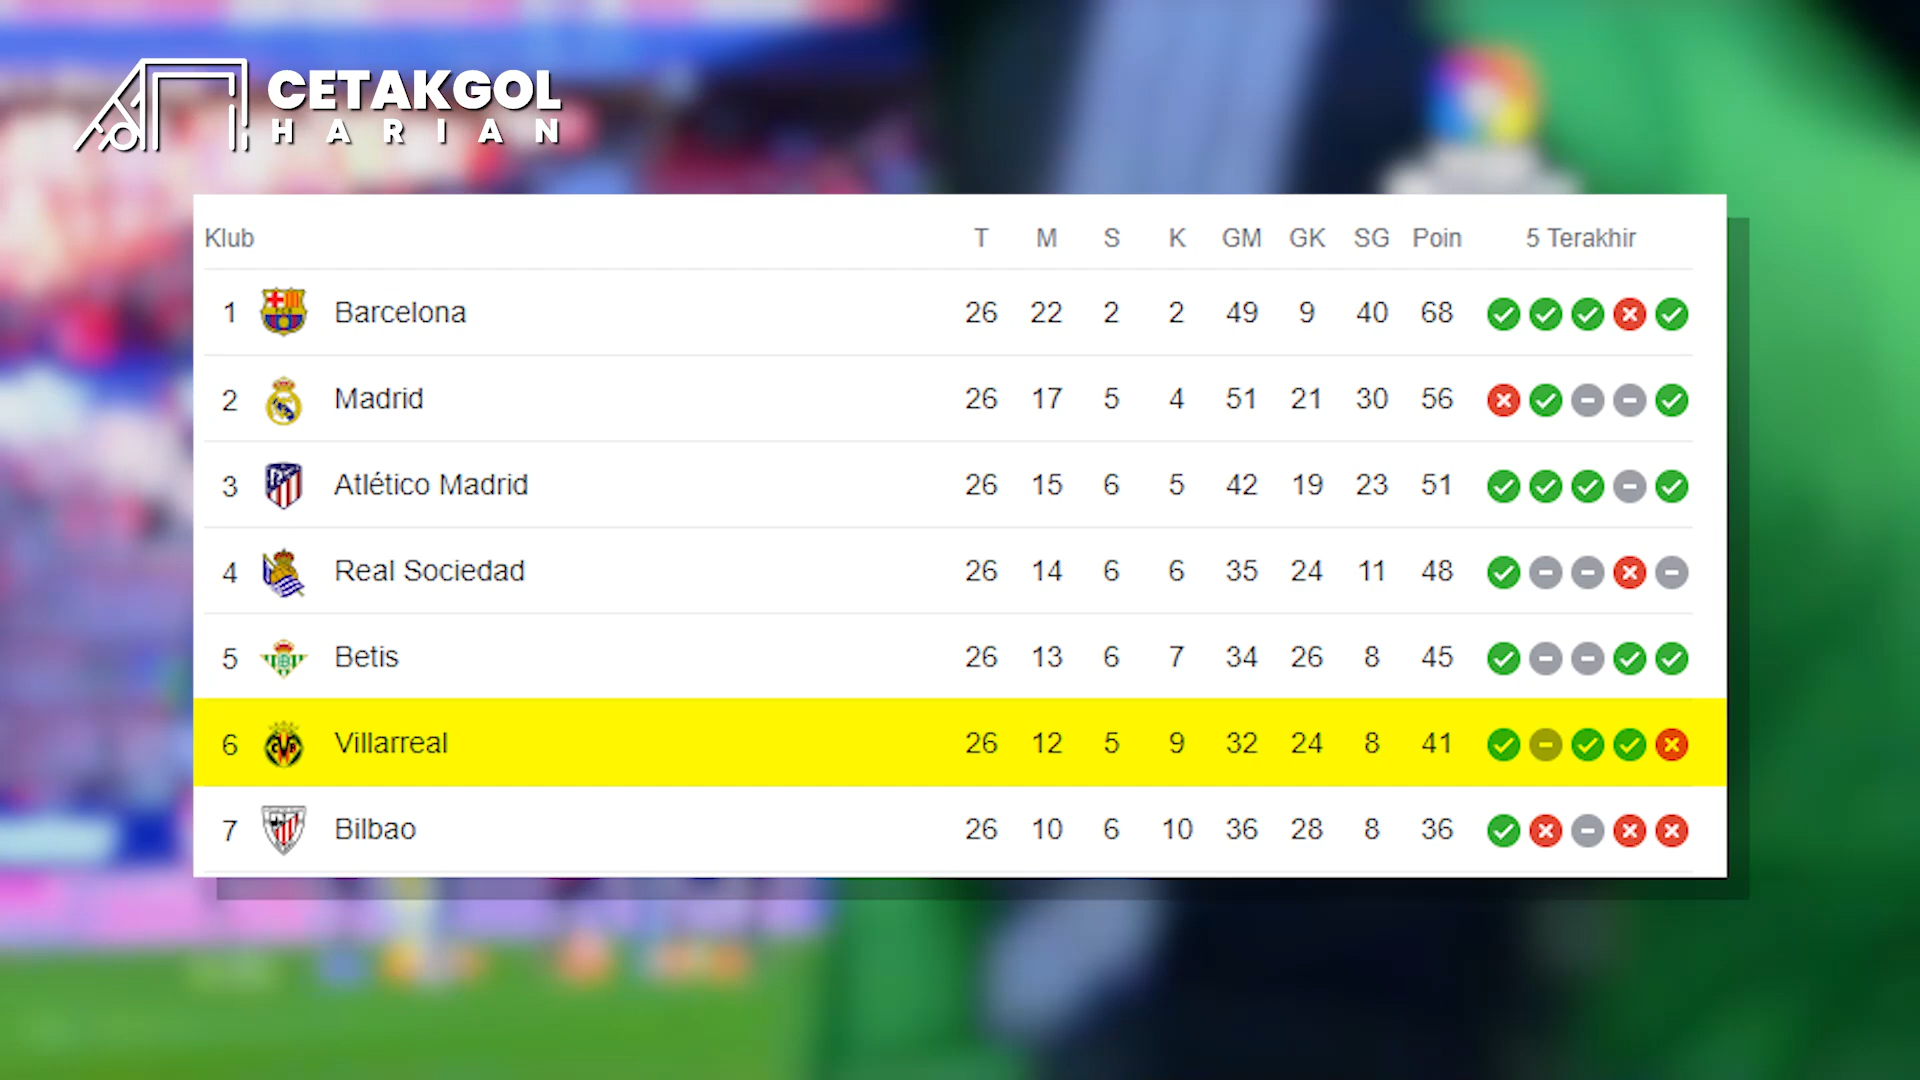 CETAKGOL
HARIAN
Klub T M S K GM GK SG Poin 5 Terakhir
1 Barcelona 26 22 2 2 49 9 40 68
2 Madrid 26 17 5 4 51 21 30 56
3 Atlético Madrid 26 15 6 5 42 19 23 51
4 Real Sociedad 26 14 6 6 35 24 11 48
5 Betis 26 13 6 7 34 26 8 45
6 Villarreal 26 12 5 9 32 24 8 41
7 Bilbao 26 10 6 10 36 28 8 36